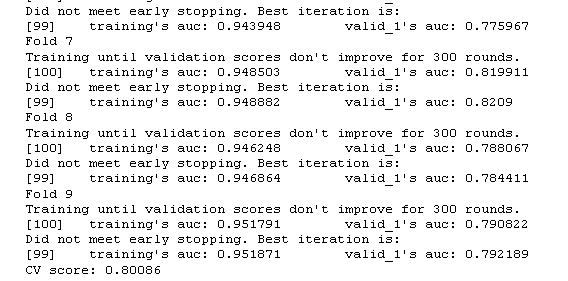 Did not meet early stopping. Best iteration is:
[99]    training's auc: 0.943948        valid_1's auc: 0.775967
Fold 7
Training until validation scores don't improve for 300 rounds.
[100]   training's auc: 0.948503        valid_1's auc: 0.819911
Did not meet early stopping. Best iteration is:
[99]    training's auc: 0.948882        valid_1's auc: 0.8209
Fold 8
Training until validation scores don't improve for 300 rounds.
[100]   training's auc: 0.946248        valid_1's auc: 0.788067
Did not meet early stopping. Best iteration is:
[99]    training's auc: 0.946864        valid_1's auc: 0.784411
Fold 9
Training until validation scores don't improve for 300 rounds.
[100]   training's auc: 0.951791        valid_1's auc: 0.790822
Did not meet early stopping. Best iteration is:
[99]    training's auc: 0.951871        valid_1's auc: 0.792189
CV score: 0.80086